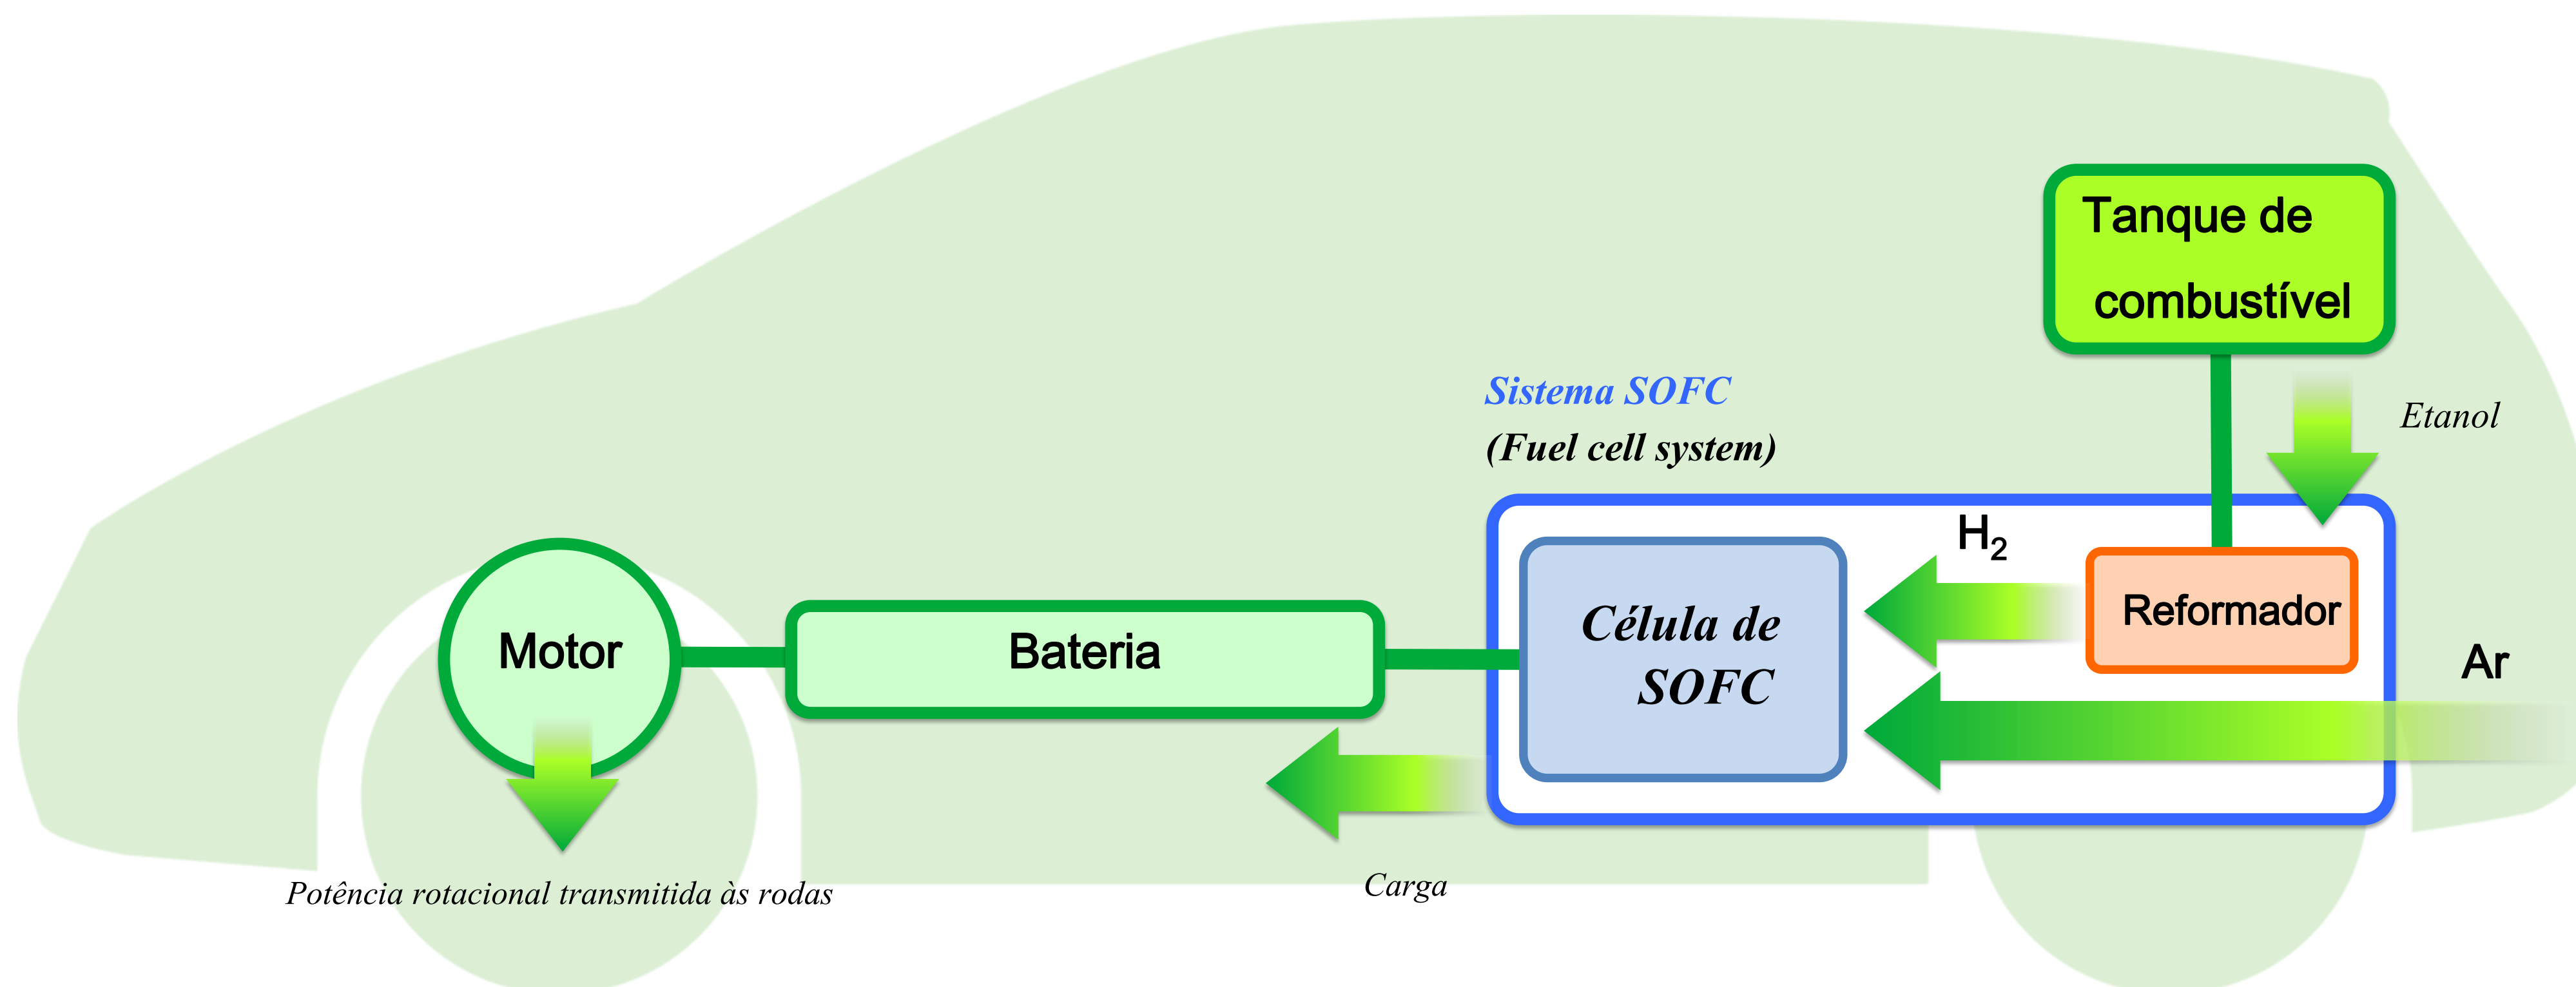 Tanque de
combustível
Sistema SOFC
(Fuel cell system)
Etanol
H₂
Célula de
SOFC
Reformador
Ar
Motor
Bateria
Potência rotacional transmitida às rodas
Carga